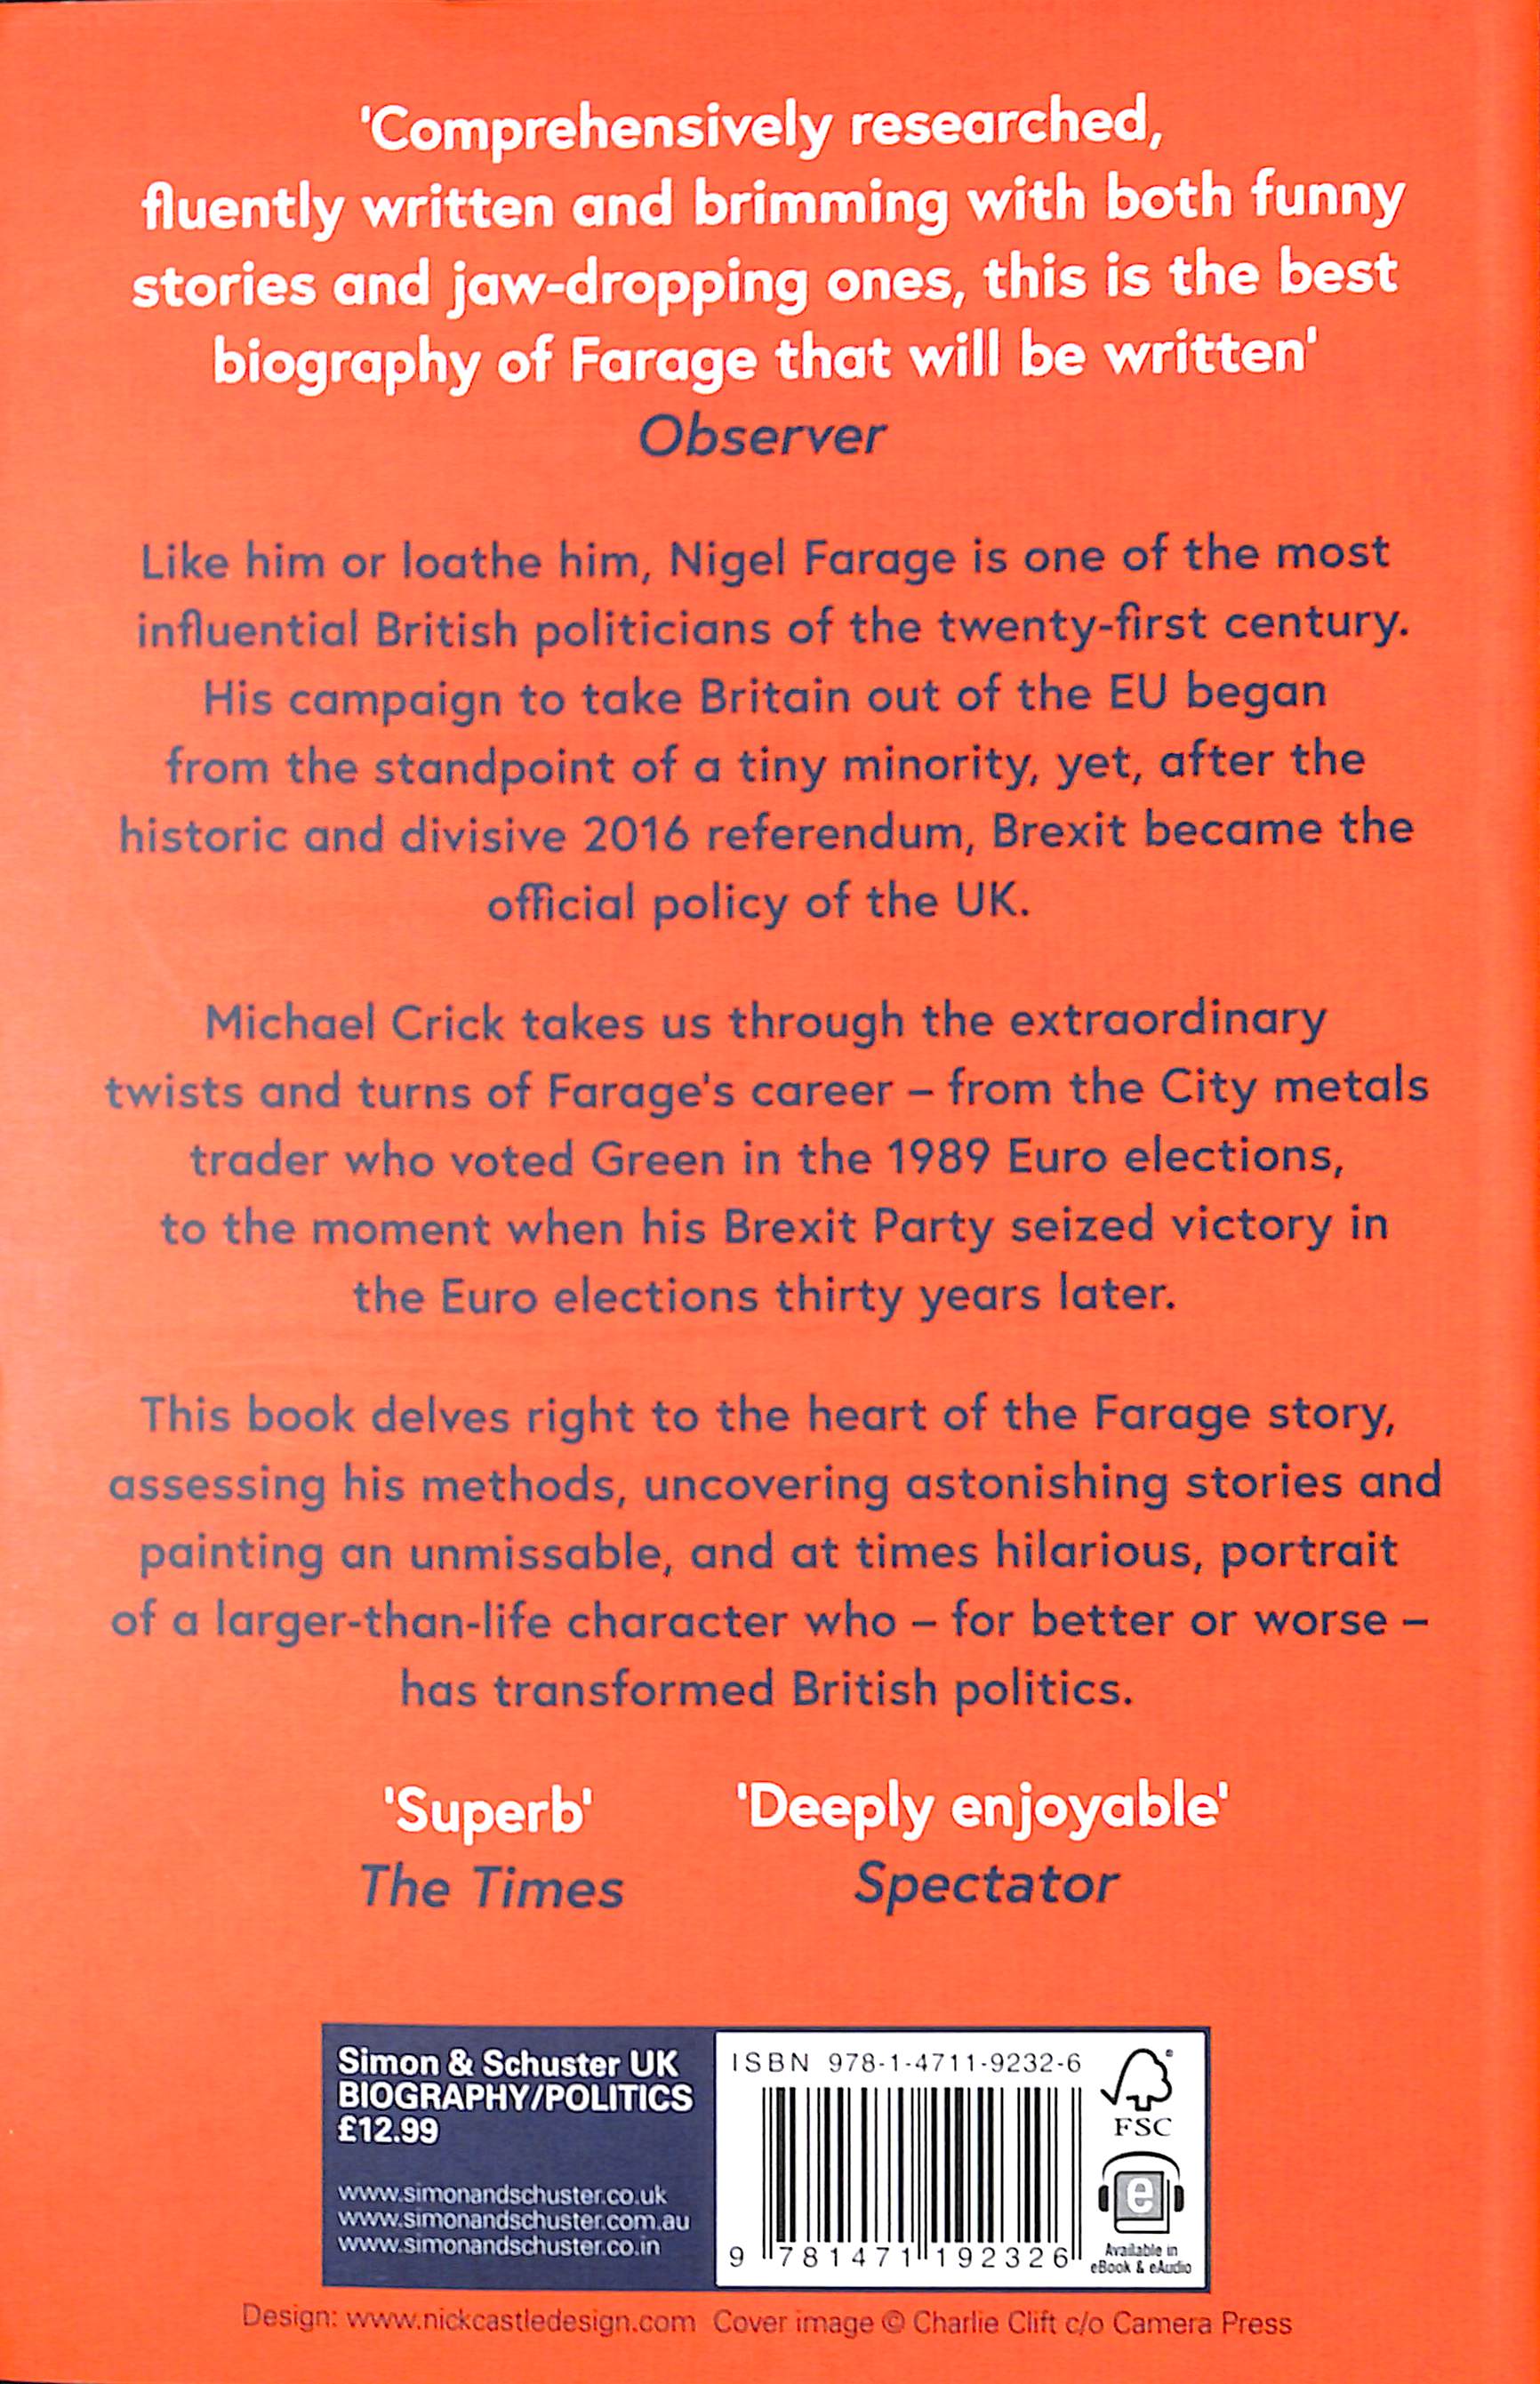 'Comprehensively researched,
fluently written and brimming with both funny
stories and jaw-dropping ones, this is the best
biography of Farage that will be written'
Observer
Like him or loathe him, Nigel Farage is one of the most
influential British politicians of the twenty-first century.
His campaign to take Britain out of the EU began
from the standpoint of a tiny minority, yet, after the
historic and divisive 2016 referendum, Brexit became the
official policy of the UK.
Michael Crick takes us through the extraordinary
twists and turns of Farage's career – from the City metals
trader who voted Green in the 1989 Euro elections,
to the moment when his Brexit Party seized victory in
the Euro elections thirty years later.
This book delves right to the heart of the Farage story,
assessing his methods, uncovering astonishing stories and
painting an unmissable, and at times hilarious, portrait
of a larger-than-life character who – for better or worse –
has transformed British politics.
'Superb'
The Times
'Deeply enjoyable'
Spectator
Simon & Schuster UK
BIOGRAPHY/POLITICS
£12.99
www.simonandschuster.co.uk
www.simonandschuster.com.au
www.simonandschuster.co.in
ISBN 978-1-4711-9232-6
9 781471 192326
FSC
e
Available in
eBook & eAudio
Design: www.nickcastledesign.com Cover image © Charlie Clift c/o Camera Press